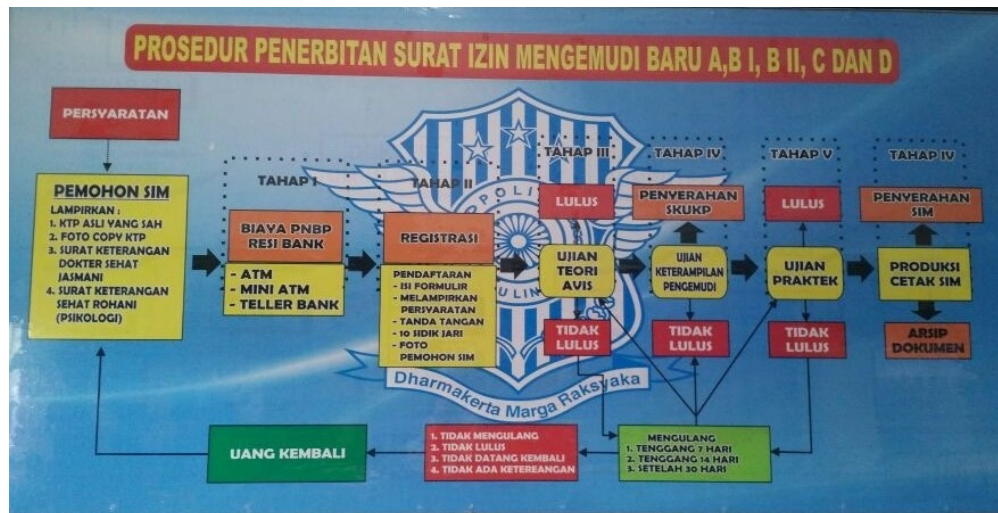 PROSEDUR PENERBITAN SURAT IZIN MENGEMUDI BARU A,B I, B II, C DAN D
PERSYARATAN
PEMOHON SIM
LAMPIRKAN :
1. KTP ASLI YANG SAH
2. FOTO COPY KTP
3. SURAT KETERANGAN
DOKTER SEHAT
JASMANI
4. SURAT KETERANGAN
SEHAT ROHANI
(PSIKOLOGI)
TAHAP I
BIAYA PNBP
RESI BANK
- ATM
- MINI ATM
- TELLER BANK
TAHAP II
REGISTRASI
PENDAFTARAN
- ISI FORMULIR
- MELAMPIRKAN
PERSYARATAN
- TANDA TANGAN
- 10 SIDIK JARI
- FOTO
PEMOHON SIM
TAHAP III
LULUS
UJIAN
TEORI
AVIS
TIDAK
LULUS
TAHAP IV
PENYERAHAN
SKUKP
UJIAN
KETERAMPILAN
PENGEMUDI
TIDAK
LULUS
TAHAP V
LULUS
UJIAN
PRAKTEK
TIDAK
LULUS
TAHAP IV
PENYERAHAN
SIM
PRODUKSI
CETAK SIM
ARSIP
DOKUMEN
Dharmakerta Marga Raksyaka
UANG KEMBALI
1. TIDAK MENGULANG
2. TIDAK LULUS
3. TIDAK DATANG KEMBALI
4. TIDAK ADA KETEREANGAN
MENGULANG
1. TENGGANG 7 HARI
2. TENGGANG 14 HARI
3. SETELAH 30 HARI